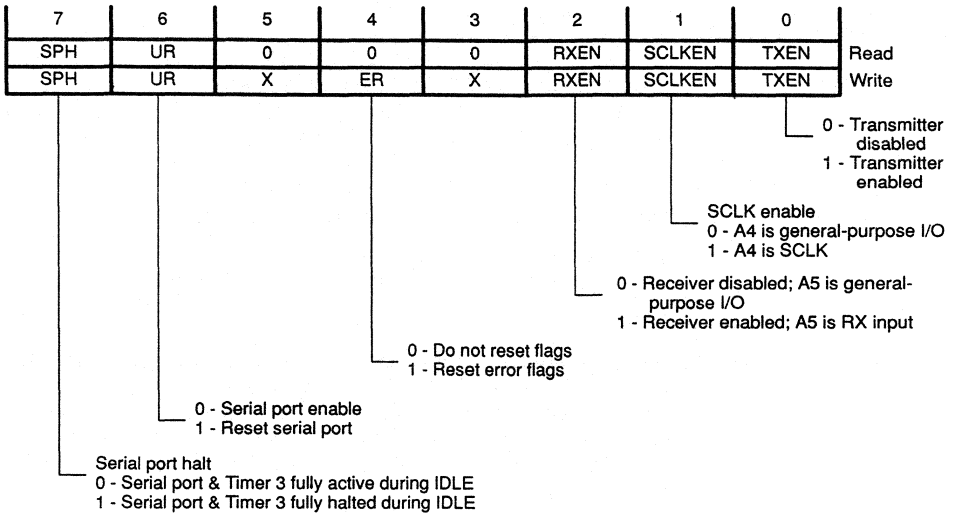 7 6 5 4 3 2 1 0
SPH UR 0 0 0 RXEN SCLKEN TXEN Read
SPH UR X ER X RXEN SCLKEN TXEN Write
0 - Transmitter
disabled
1 - Transmitter
enabled
SCLK enable
0 - A4 is general-purpose I/O
1 - A4 is SCLK
0 - Receiver disabled; A5 is general-
purpose I/O
1 - Receiver enabled; A5 is RX input
0 - Do not reset flags
1 - Reset error flags
0 - Serial port enable
1 - Reset serial port
Serial port halt
0 - Serial port & Timer 3 fully active during IDLE
1 - Serial port & Timer 3 fully halted during IDLE